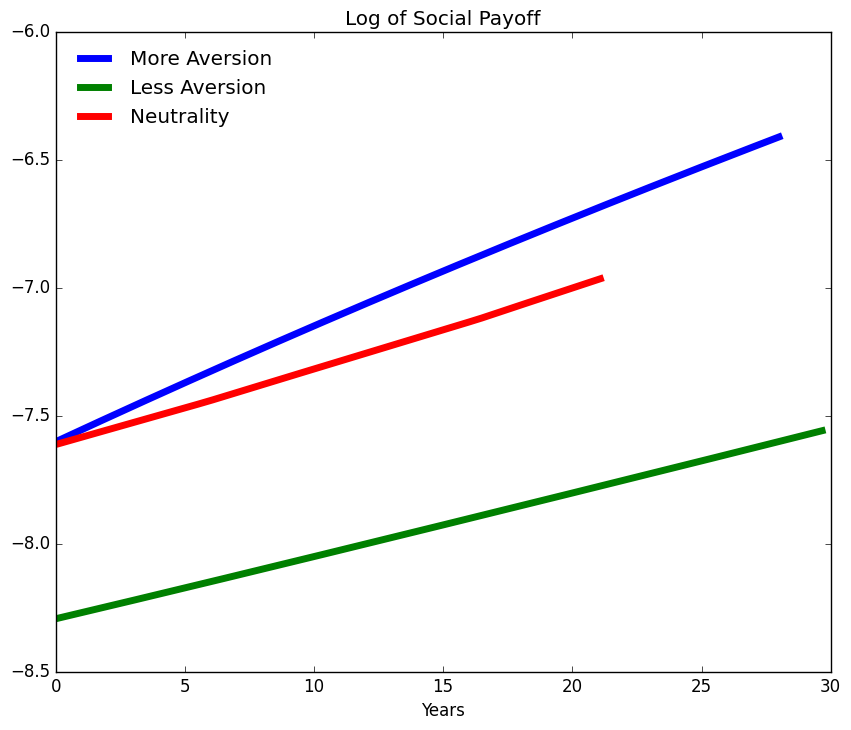 Log of Social Payoff
−6.0
More Aversion
Less Aversion
Neutrality
−6.5
−7.0
−7.5
−8.0
−8.5
0 5 10 15 20 25 30
Years